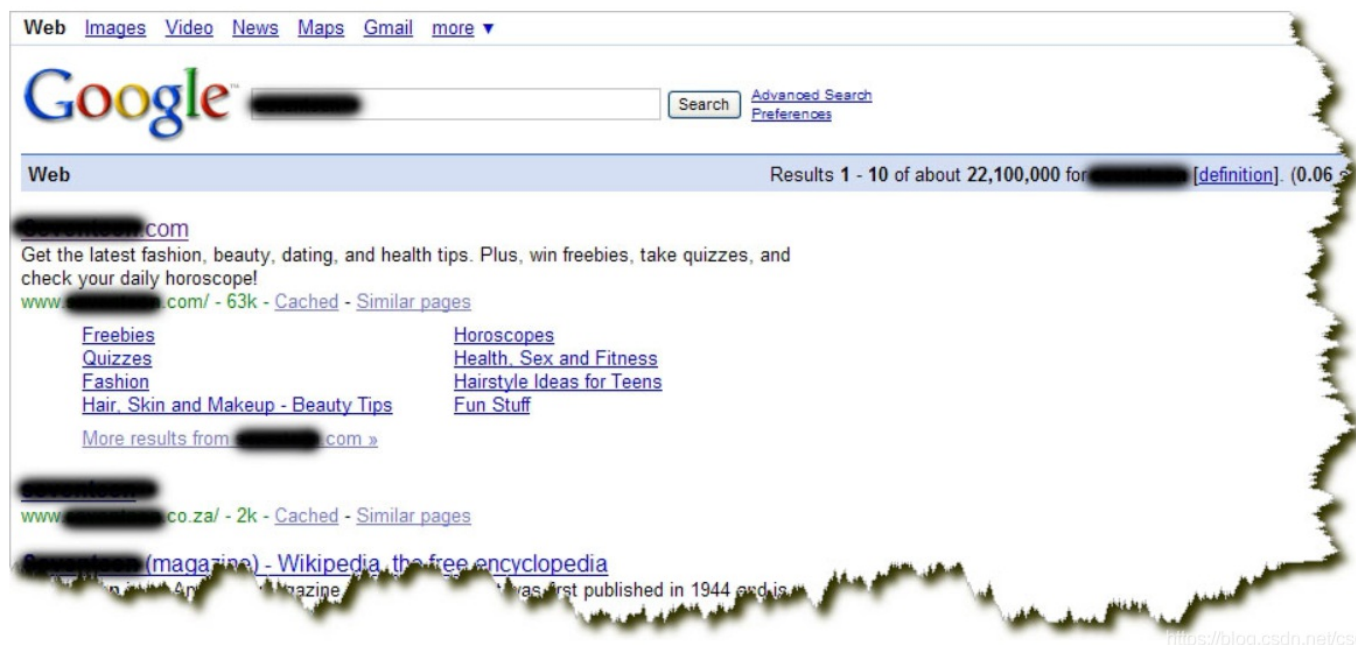 Web Images Video News Maps Gmail more ▼
Google™ Search Advanced Search
Preferences
Web Results 1 - 10 of about 22,100,000 for [definition]. (0.06
.com
Get the latest fashion, beauty, dating, and health tips. Plus, win freebies, take quizzes, and
check your daily horoscope!
www. .com/ - 63k - Cached - Similar pages
Freebies Horoscopes
Quizzes Health, Sex and Fitness
Fashion Hairstyle Ideas for Teens
Hair, Skin and Makeup - Beauty Tips Fun Stuff
More results from .com »
www. .co.za/ - 2k - Cached - Similar pages
(magazine) - Wikipedia, the free encyclopedia
was first published in 1944 and is
https://blog.csdn.net/cs